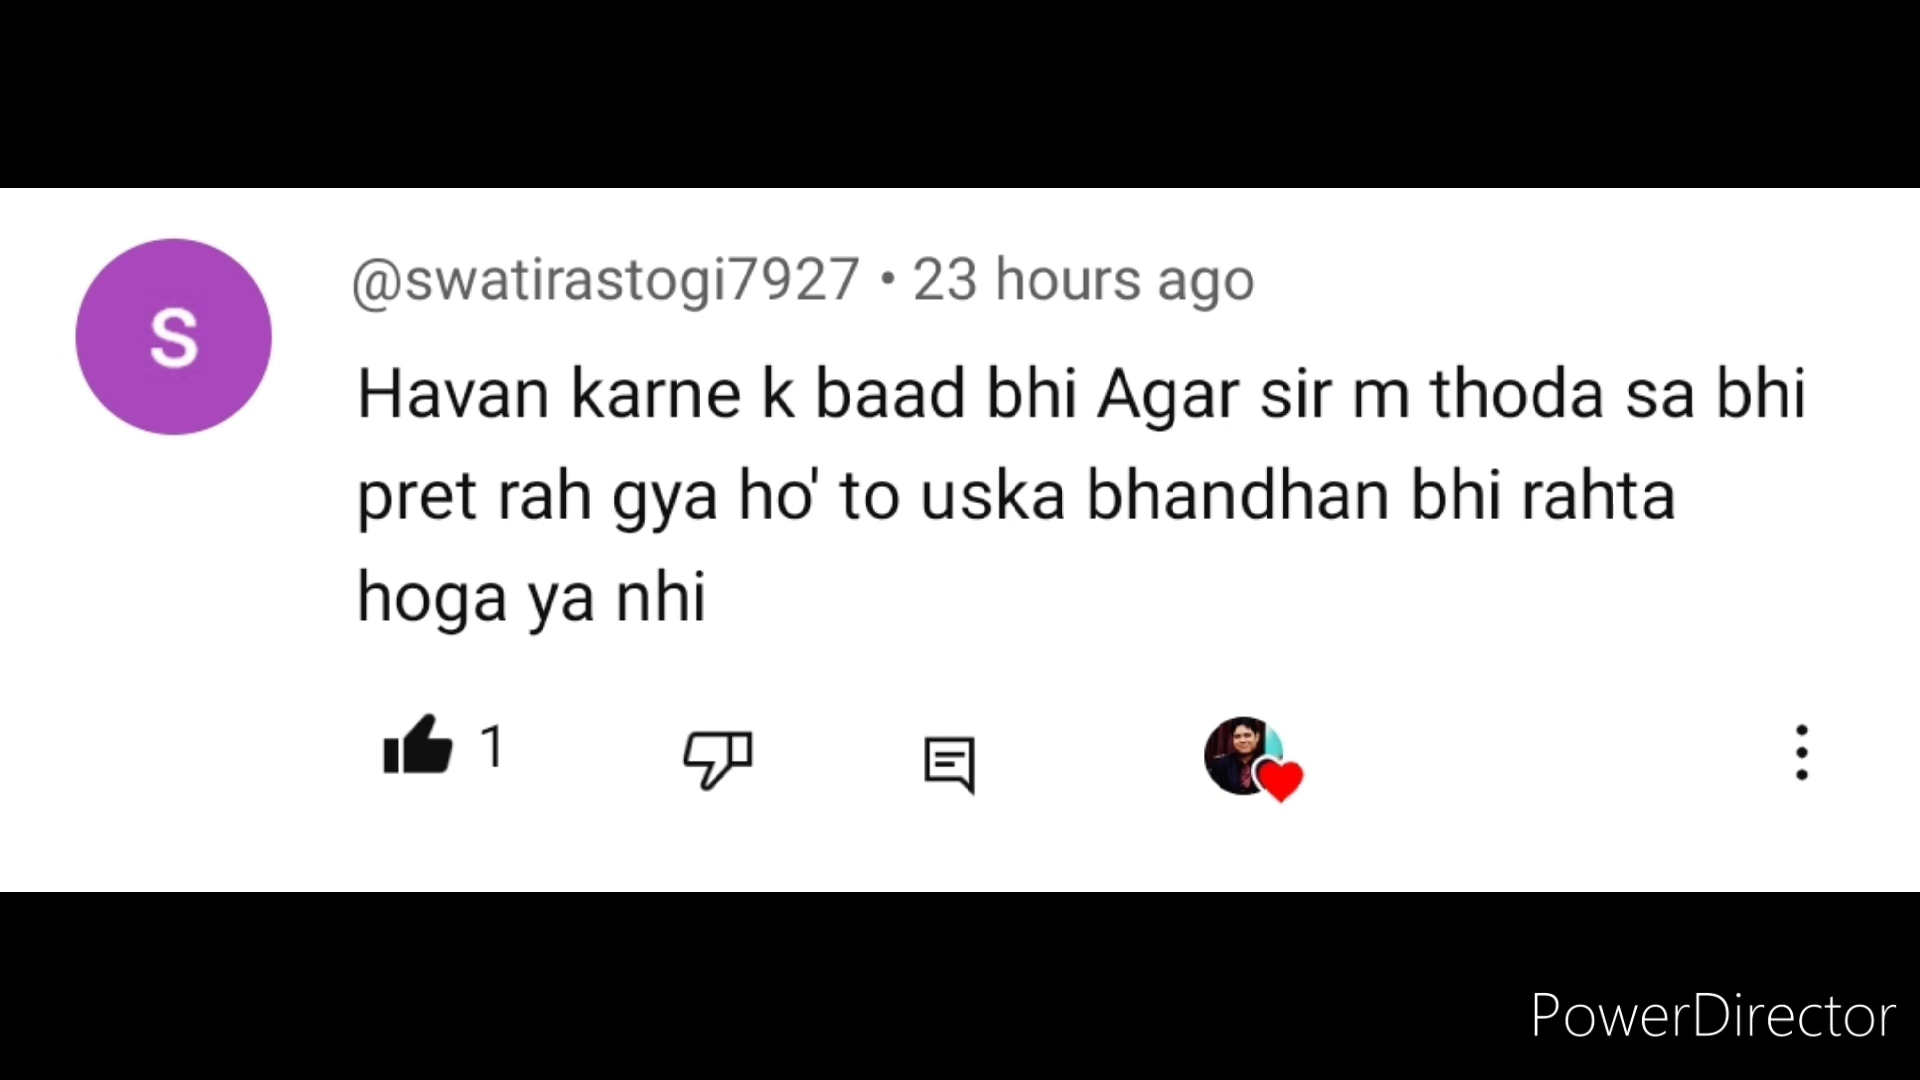 S
@swatirastogi7927 • 23 hours ago
Havan karne k baad bhi Agar sir m thoda sa bhi
pret rah gya ho' to uska bhandhan bhi rahta
hoga ya nhi
1
PowerDirector